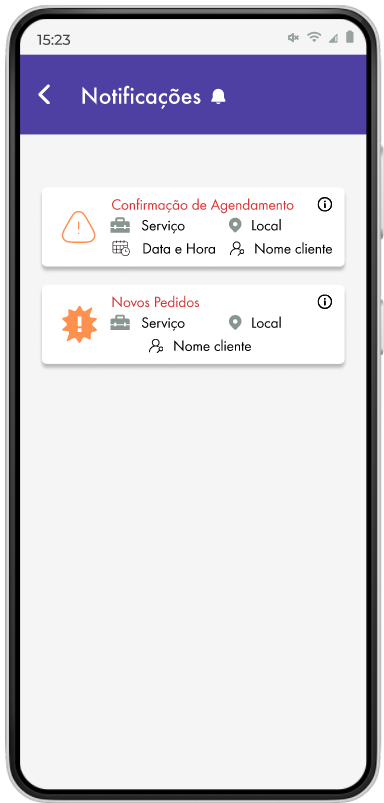 15:23
Notificações
Confirmação de Agendamento
Serviço Local
Data e Hora Nome cliente
Novos Pedidos
Serviço Local
Nome cliente